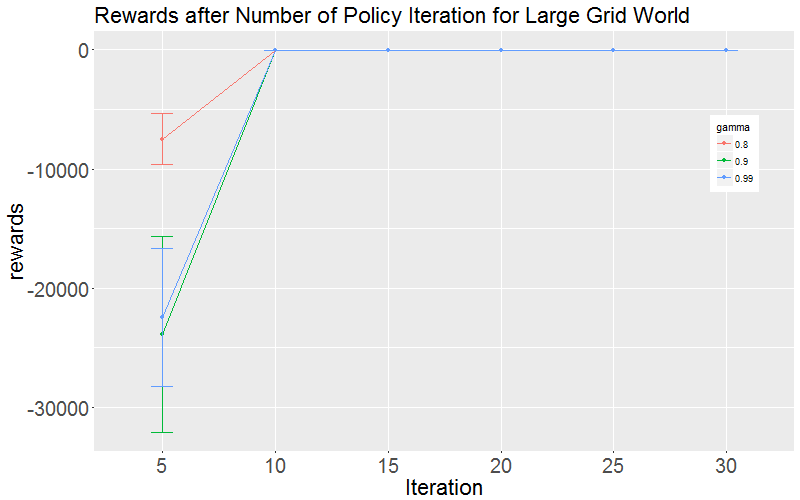 Rewards after Number of Policy Iteration for Large Grid World
0
-10000
-20000
-30000
rewards
5 10 15 20 25 30
Iteration
gamma
0.8
0.9
0.99